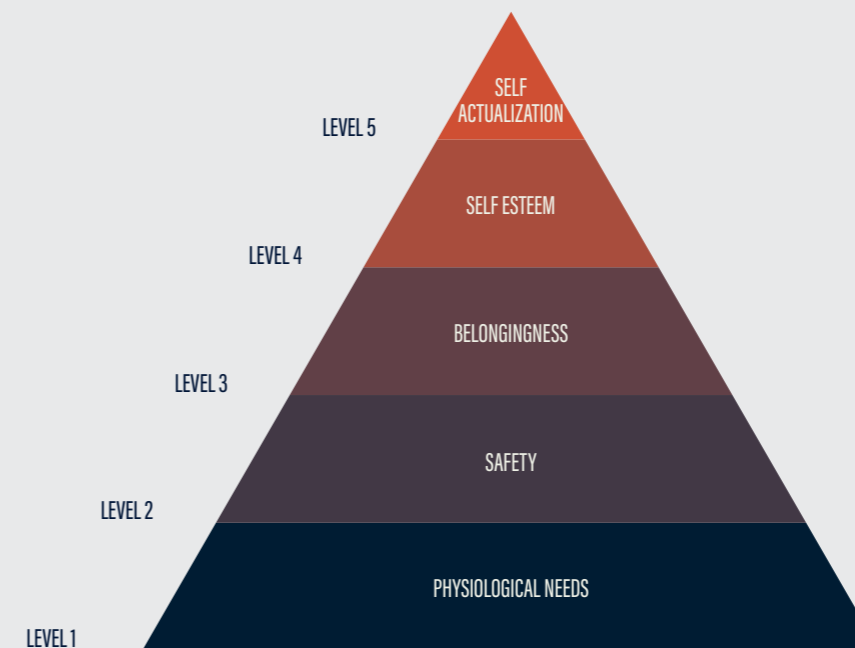 SELF
ACTUALIZATION
LEVEL 5
SELF ESTEEM
LEVEL 4
BELONGINGNESS
LEVEL 3
SAFETY
LEVEL 2
PHYSIOLOGICAL NEEDS
LEVEL 1